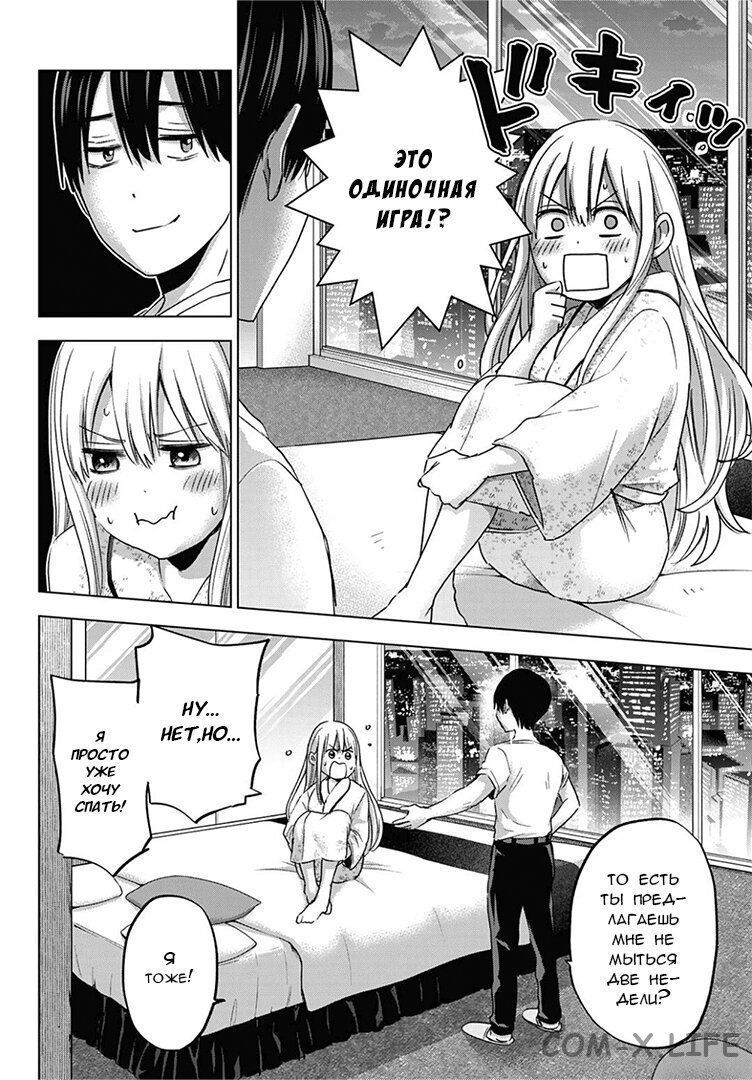 ドキィッ
ЭТО
ОДИНОЧНАЯ
ИГРА!?
НУ...
НЕТ,НО...
Я
ПРОСТО
УЖЕ
ХОЧУ
СПАТЬ!
ТО ЕСТЬ
ТЫ ПРЕД-
ЛАГАЕШЬ
МНЕ НЕ
МЫТЬСЯ
ДВЕ НЕ-
ДЕЛИ?
Я
ТОЖЕ!
COM-X.LIFE